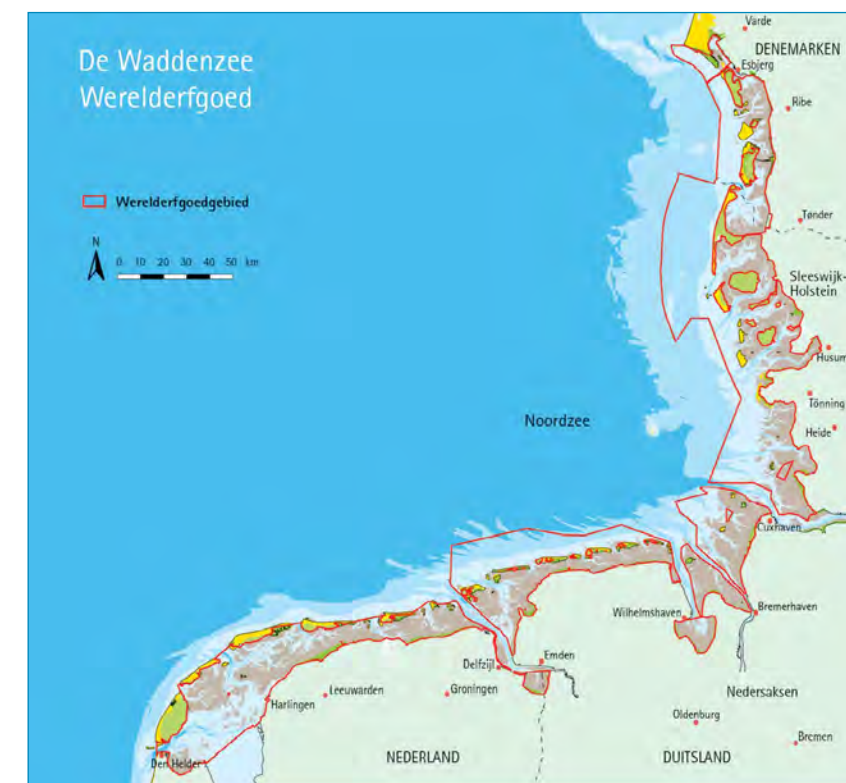 De Waddenzee
Werelderfgoed
Werelderfgoedgebied
N
0 10 20 30 40 50 km
Varde
DENEMARKEN
Esbjerg
Ribe
Tønder
Sleeswijk-
Holstein
Husum
Tönning
Heide
Noordzee
Cuxhaven
Wilhelmshaven
Bremerhaven
Delfzijl
Emden
Leeuwarden
Groningen
Harlingen
Nedersaksen
Oldenburg
Bremen
Den Helder
NEDERLAND
DUITSLAND